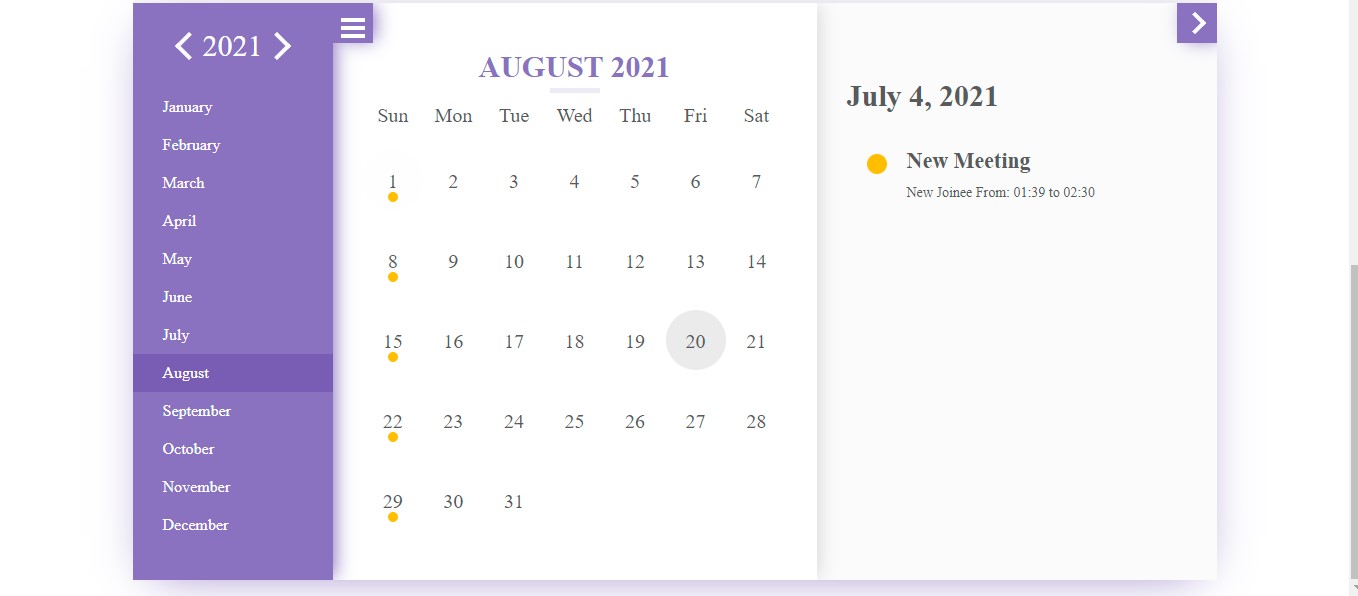 2021
January
February
March
April
May
June
July
August
September
October
November
December
AUGUST 2021
Sun Mon Tue Wed Thu Fri Sat
1 2 3 4 5 6 7
8 9 10 11 12 13 14
15 16 17 18 19 20 21
22 23 24 25 26 27 28
29 30 31
July 4, 2021
New Meeting
New Joinee From: 01:39 to 02:30